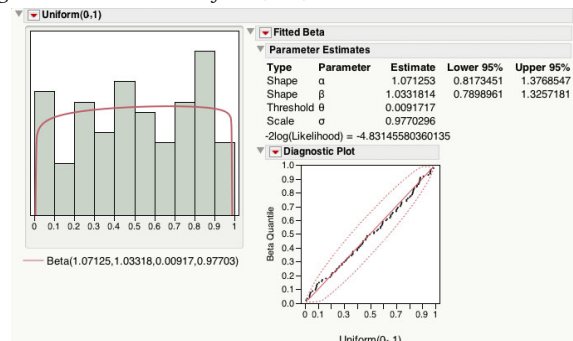 Uniform(0,1)
Fitted Beta
Parameter Estimates
Type Parameter Estimate Lower 95% Upper 95%
Shape α 1.071253 0.8173451 1.3768547
Shape β 1.0331814 0.7898961 1.3257181
Threshold θ 0.0091717
Scale σ 0.9770296
-2log(Likelihood) = -4.83145580360135
Diagnostic Plot
1.0
0.9
0.8
0.7
0.6
0.5
0.4
0.3
0.2
0.1
0.0
Beta Quantile
0 0.1 0.3 0.5 0.7 0.9 1
0 0.1 0.2 0.3 0.4 0.5 0.6 0.7 0.8 0.9 1
Beta(1.07125,1.03318,0.00917,0.97703)